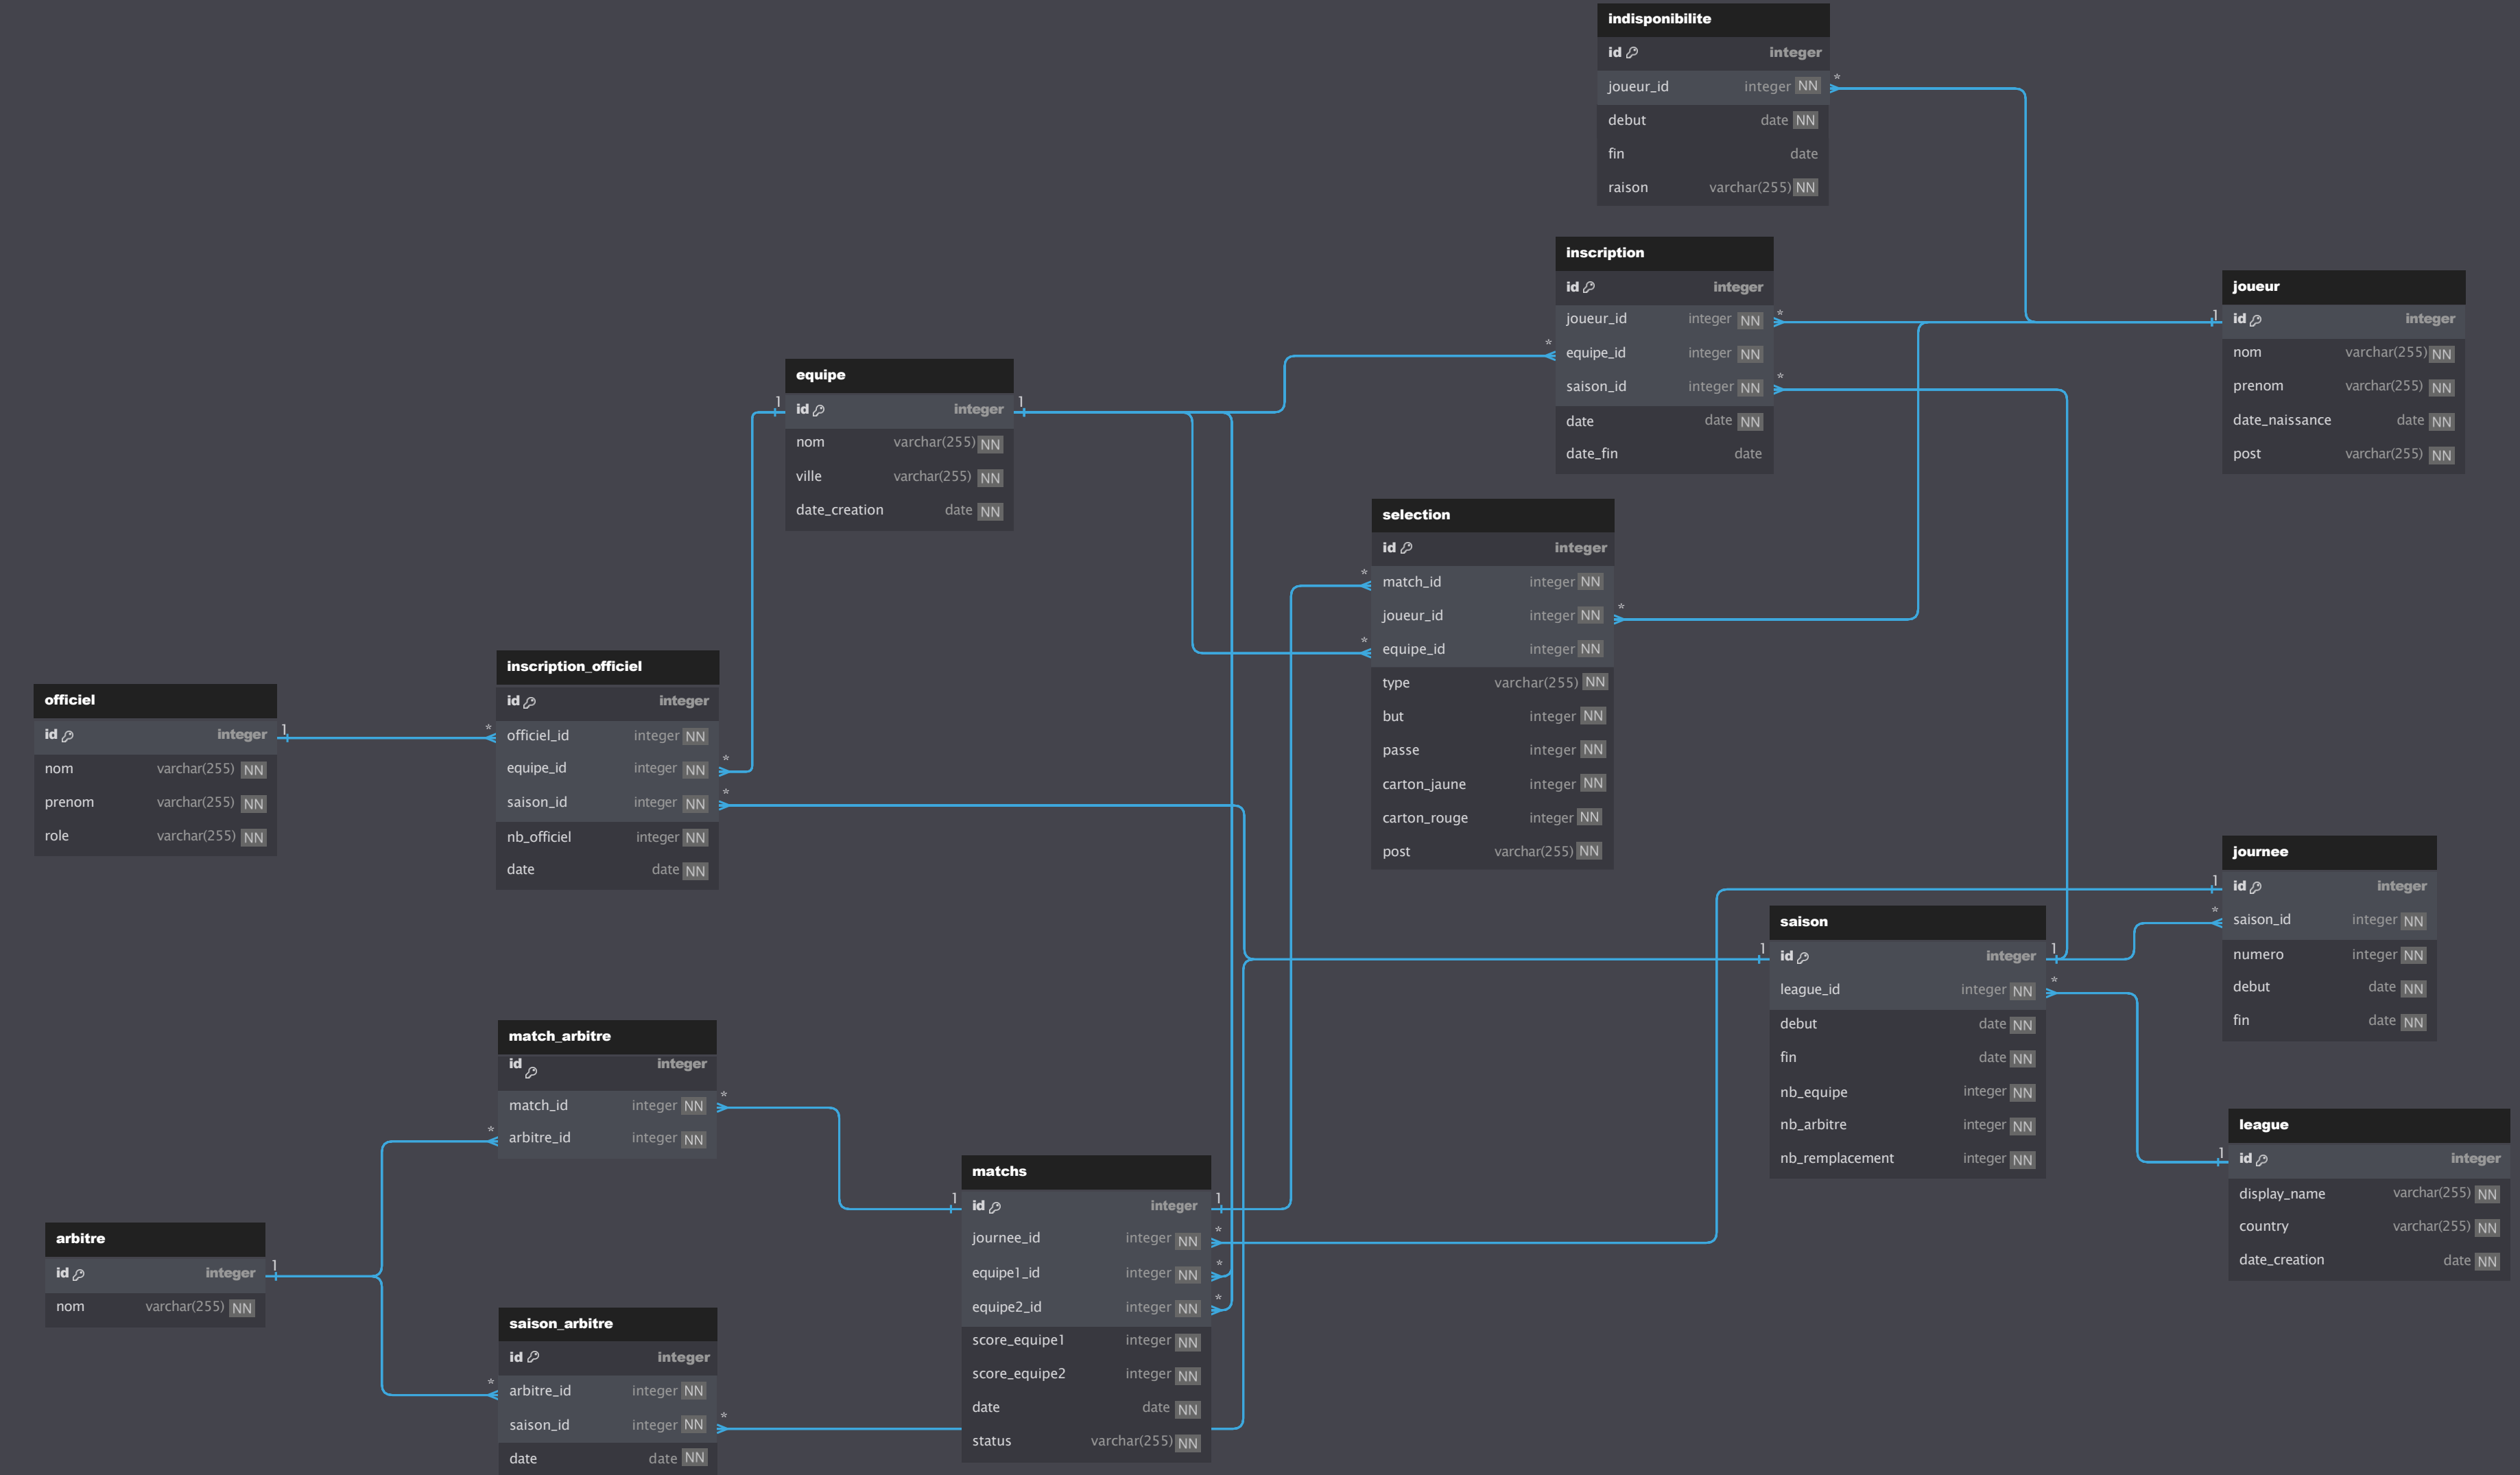 indisponibilite
id integer
joueur_id integer NN
debut date NN
fin date
raison varchar(255) NN
inscription
id integer
joueur_id integer NN
equipe_id integer NN
saison_id integer NN
date date NN
date_fin date
joueur
id integer
nom varchar(255) NN
prenom varchar(255) NN
date_naissance date NN
post varchar(255) NN
equipe
id integer
nom varchar(255) NN
ville varchar(255) NN
date_creation date NN
selection
id integer
match_id integer NN
joueur_id integer NN
equipe_id integer NN
type varchar(255) NN
but integer NN
passe integer NN
carton_jaune integer NN
carton_rouge integer NN
post varchar(255) NN
officiel
id integer
nom varchar(255) NN
prenom varchar(255) NN
role varchar(255) NN
inscription_officiel
id integer
officiel_id integer NN
equipe_id integer NN
saison_id integer NN
nb_officiel integer NN
date date NN
journee
id integer
saison_id integer NN
numero integer NN
debut date NN
fin date NN
saison
id integer
league_id integer NN
debut date NN
fin date NN
nb_equipe integer NN
nb_arbitre integer NN
nb_remplacement integer NN
match_arbitre
id integer
match_id integer NN
arbitre_id integer NN
league
id integer
display_name varchar(255) NN
country varchar(255) NN
date_creation date NN
matchs
id integer
journee_id integer NN
equipe1_id integer NN
equipe2_id integer NN
score_equipe1 integer NN
score_equipe2 integer NN
date date NN
status varchar(255) NN
arbitre
id integer
nom varchar(255) NN
saison_arbitre
id integer
arbitre_id integer NN
saison_id integer NN
date date NN